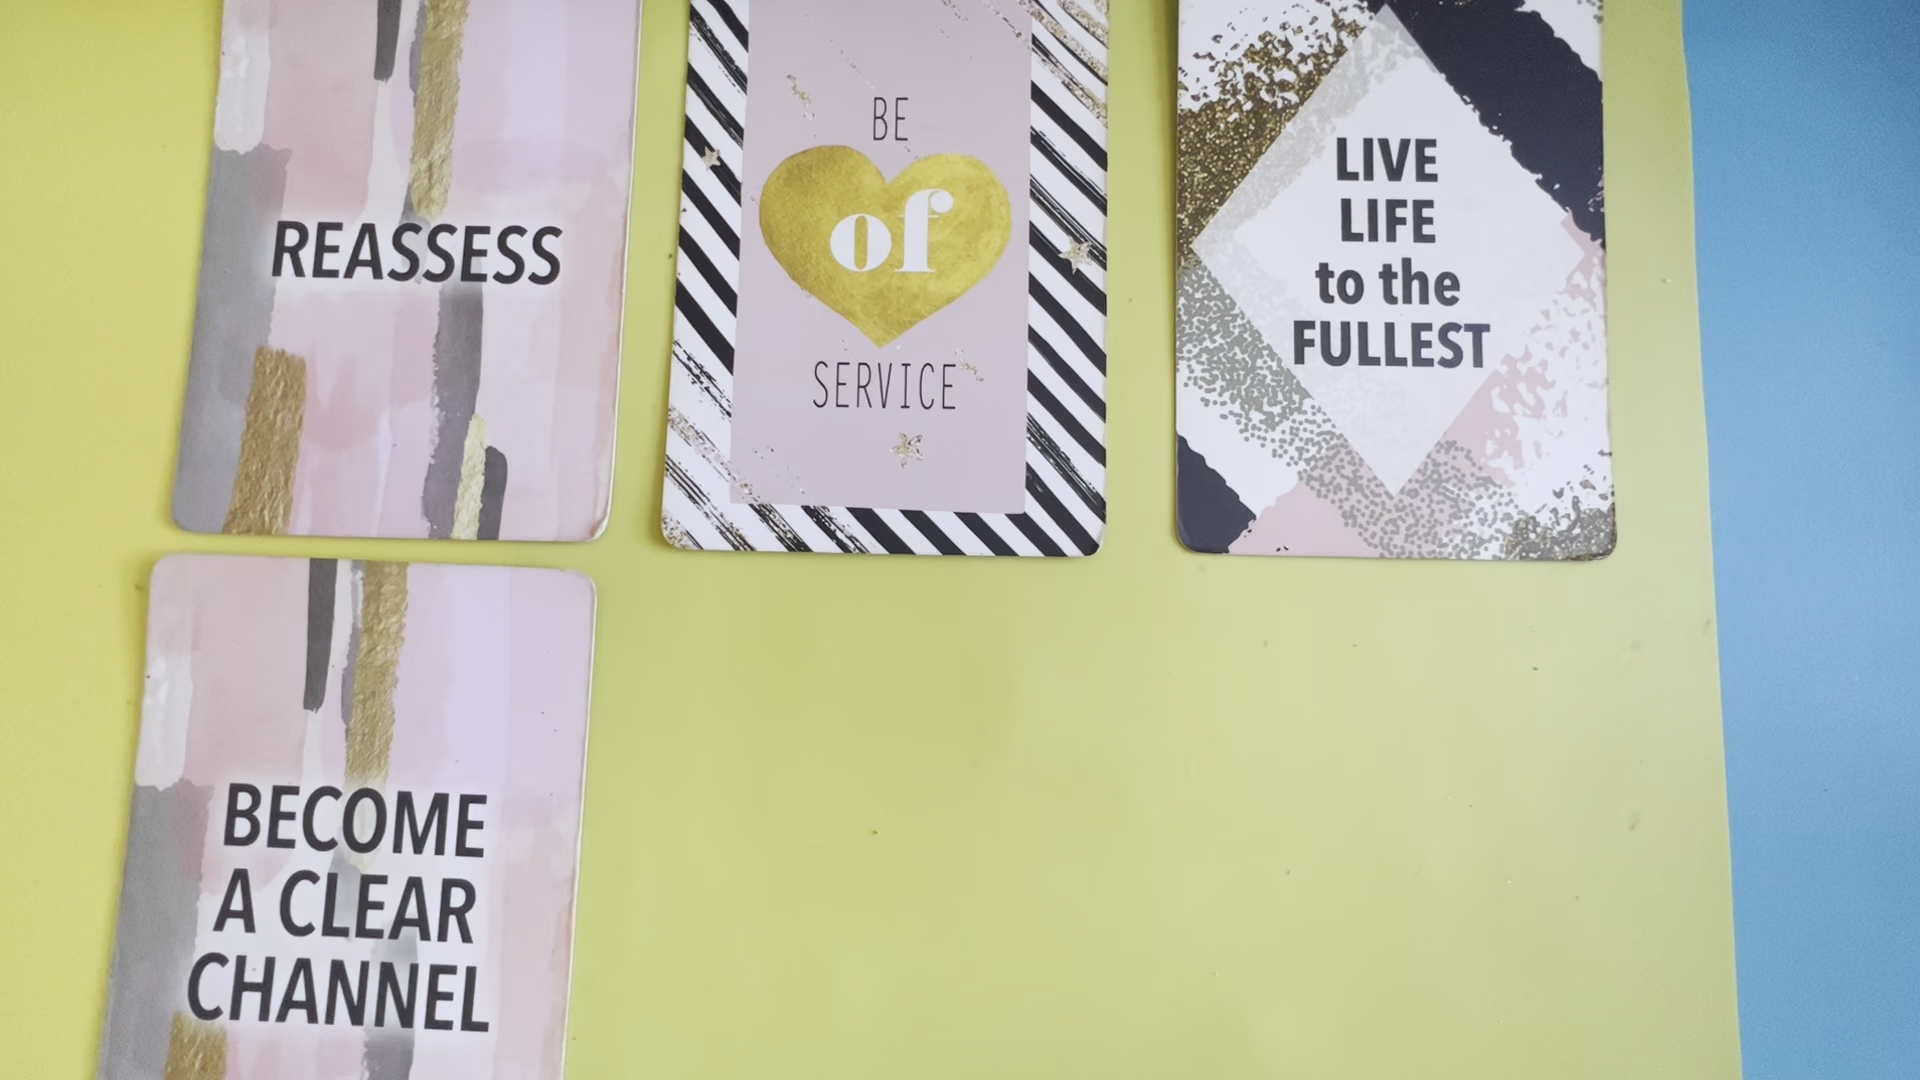 REASSESS
BE
of
SERVICE
LIVE
LIFE
to the
FULLEST
BECOME
A CLEAR
CHANNEL